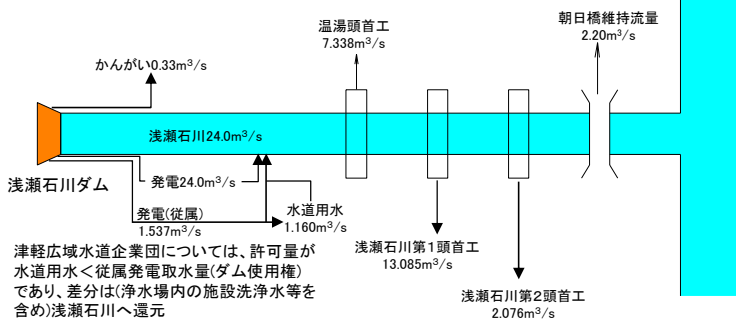 温湯頭首工
7.338m³/s
朝日橋維持流量
2.20m³/s
かんがい0.33m³/s
浅瀬石川24.0m³/s
浅瀬石川ダム
発電24.0m³/s
発電(従属)
1.537m³/s
水道用水
1.160m³/s
浅瀬石川第1頭首工
13.085m³/s
浅瀬石川第2頭首工
2.076m³/s
津軽広域水道企業団については、許可量が
水道用水<従属発電取水量(ダム使用権)
であり、差分は(浄水場内の施設洗浄水等を
含め)浅瀬石川へ還元